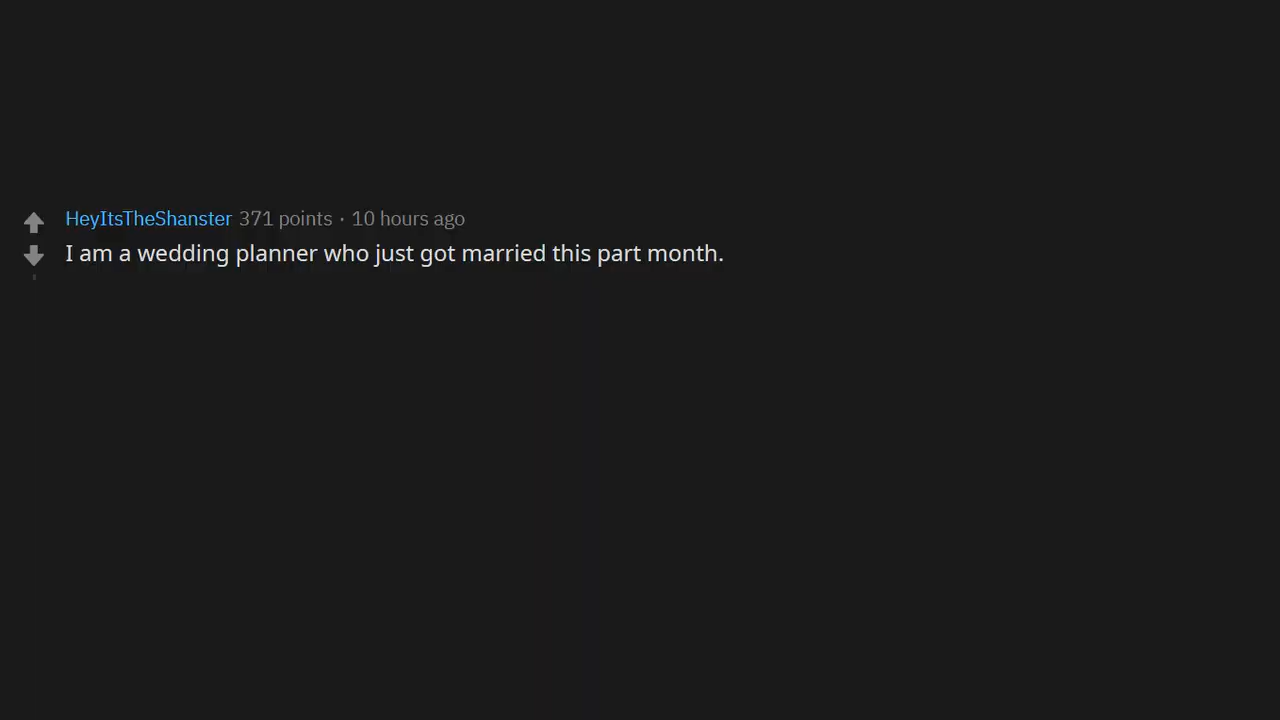 HeyItsTheShanster 371 points · 10 hours ago
I am a wedding planner who just got married this part month.